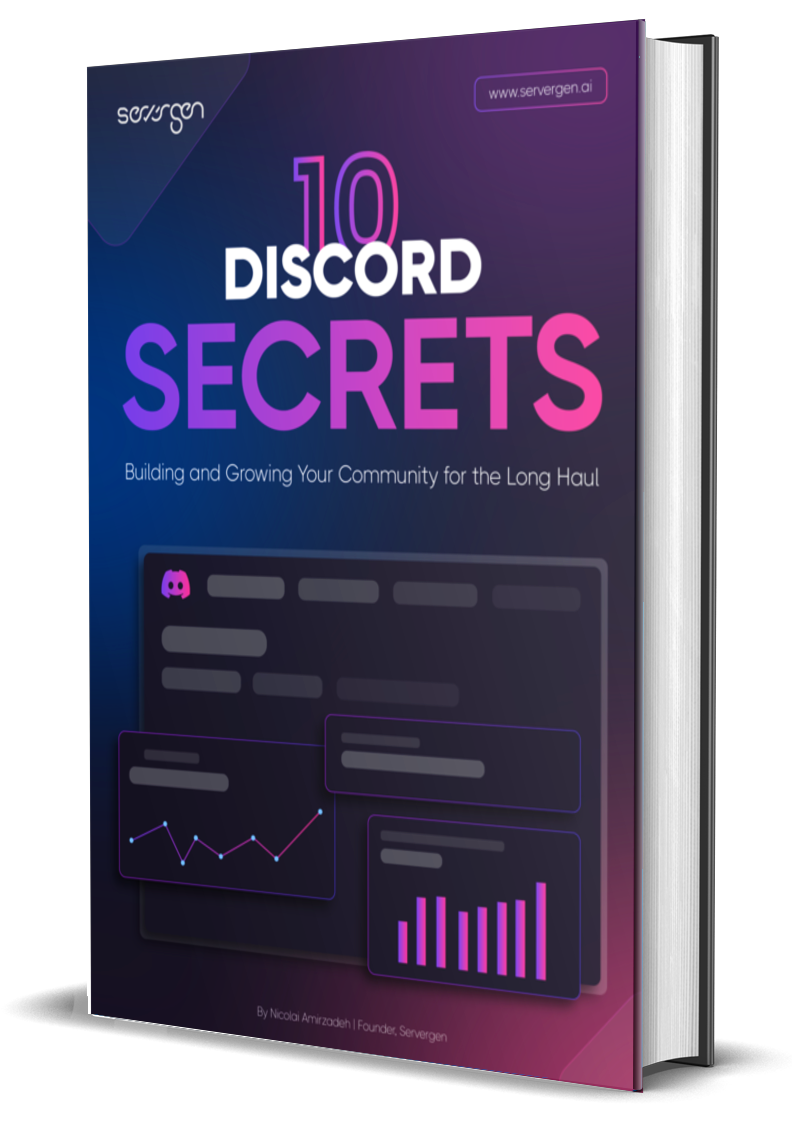 servergen
www.servergen.ai
10
DISCORD
SECRETS
Building and Growing Your Community for the Long Haul
By Nicolai Amirzadeh | Founder, Servergen